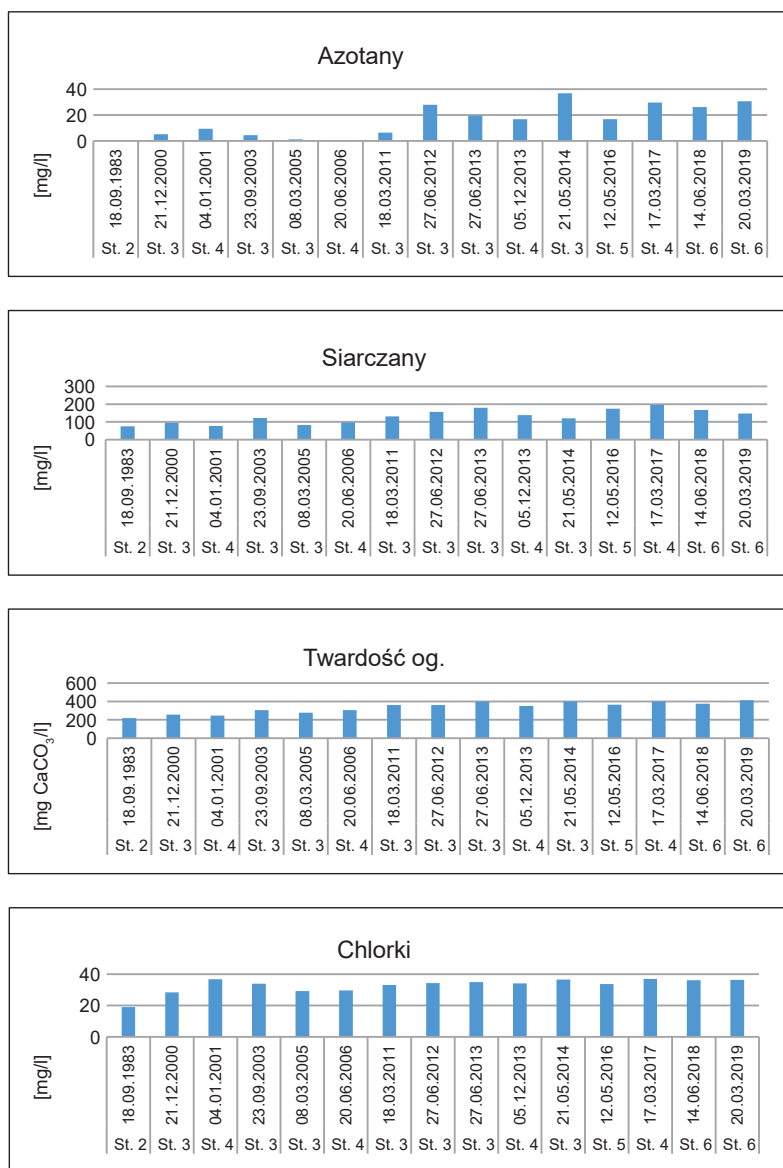 Azotany
40
20
0
[mg/l]
18.09.1983 21.12.2000 04.01.2001 23.09.2003 08.03.2005 20.06.2006 18.03.2011 27.06.2012 27.06.2013 05.12.2013 21.05.2014 12.05.2016 17.03.2017 14.06.2018 20.03.2019
St. 2 St. 3 St. 4 St. 3 St. 3 St. 4 St. 3 St. 3 St. 3 St. 4 St. 3 St. 5 St. 4 St. 6 St. 6
Siarczany
300
200
100
0
[mg/l]
18.09.1983 21.12.2000 04.01.2001 23.09.2003 08.03.2005 20.06.2006 18.03.2011 27.06.2012 27.06.2013 05.12.2013 21.05.2014 12.05.2016 17.03.2017 14.06.2018 20.03.2019
St. 2 St. 3 St. 4 St. 3 St. 3 St. 4 St. 3 St. 3 St. 3 St. 4 St. 3 St. 5 St. 4 St. 6 St. 6
Twardość og.
600
400
200
0
[mg CaCO₃/l]
18.09.1983 21.12.2000 04.01.2001 23.09.2003 08.03.2005 20.06.2006 18.03.2011 27.06.2012 27.06.2013 05.12.2013 21.05.2014 12.05.2016 17.03.2017 14.06.2018 20.03.2019
St. 2 St. 3 St. 4 St. 3 St. 3 St. 4 St. 3 St. 3 St. 3 St. 4 St. 3 St. 5 St. 4 St. 6 St. 6
Chlorki
40
20
0
[mg/l]
18.09.1983 21.12.2000 04.01.2001 23.09.2003 08.03.2005 20.06.2006 18.03.2011 27.06.2012 27.06.2013 05.12.2013 21.05.2014 12.05.2016 17.03.2017 14.06.2018 20.03.2019
St. 2 St. 3 St. 4 St. 3 St. 3 St. 4 St. 3 St. 3 St. 3 St. 4 St. 3 St. 5 St. 4 St. 6 St. 6